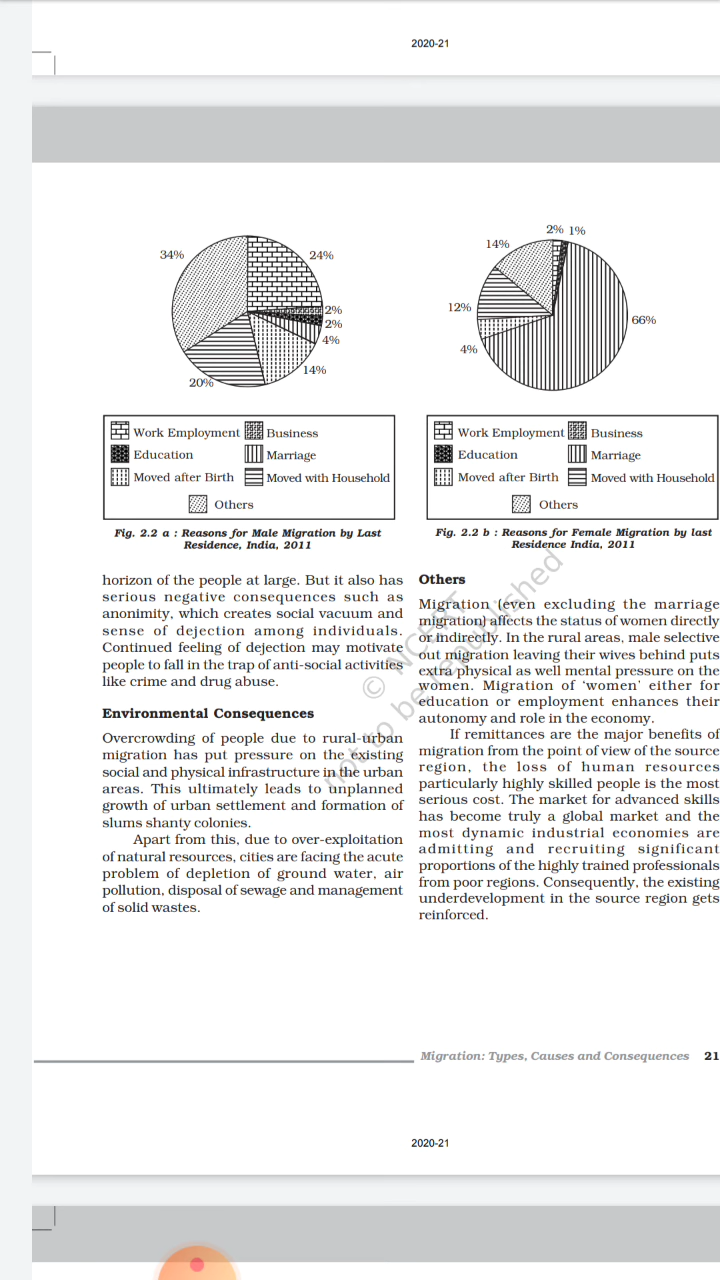 2020-21
34%
24%
2%
2%
4%
14%
20%
2% 1%
14%
12%
4%
66%
Work Employment Business
Education Marriage
Moved after Birth Moved with Household
Others
Fig. 2.2 a : Reasons for Male Migration by Last
Residence, India, 2011
Work Employment Business
Education Marriage
Moved after Birth Moved with Household
Others
Fig. 2.2 b : Reasons for Female Migration by last
Residence India, 2011
horizon of the people at large. But it also has
serious negative consequences such as
anonimity, which creates social vacuum and
sense of dejection among individuals.
Continued feeling of dejection may motivate
people to fall in the trap of anti-social activities
like crime and drug abuse.
Environmental Consequences
Overcrowding of people due to rural-urban
migration has put pressure on the existing
social and physical infrastructure in the urban
areas. This ultimately leads to unplanned
growth of urban settlement and formation of
slums shanty colonies.
Apart from this, due to over-exploitation
of natural resources, cities are facing the acute
problem of depletion of ground water, air
pollution, disposal of sewage and management
of solid wastes.
Others
Migration (even excluding the marriage
migration) affects the status of women directly
or indirectly. In the rural areas, male selective
out migration leaving their wives behind puts
extra physical as well mental pressure on the
women. Migration of ‘women’ either for
education or employment enhances their
autonomy and role in the economy.
If remittances are the major benefits of
migration from the point of view of the source
region, the loss of human resources
particularly highly skilled people is the most
serious cost. The market for advanced skills
has become truly a global market and the
most dynamic industrial economies are
admitting and recruiting significant
proportions of the highly trained professionals
from poor regions. Consequently, the existing
underdevelopment in the source region gets
reinforced.
© NCERT
not to be republished
Migration: Types, Causes and Consequences 21
2020-21